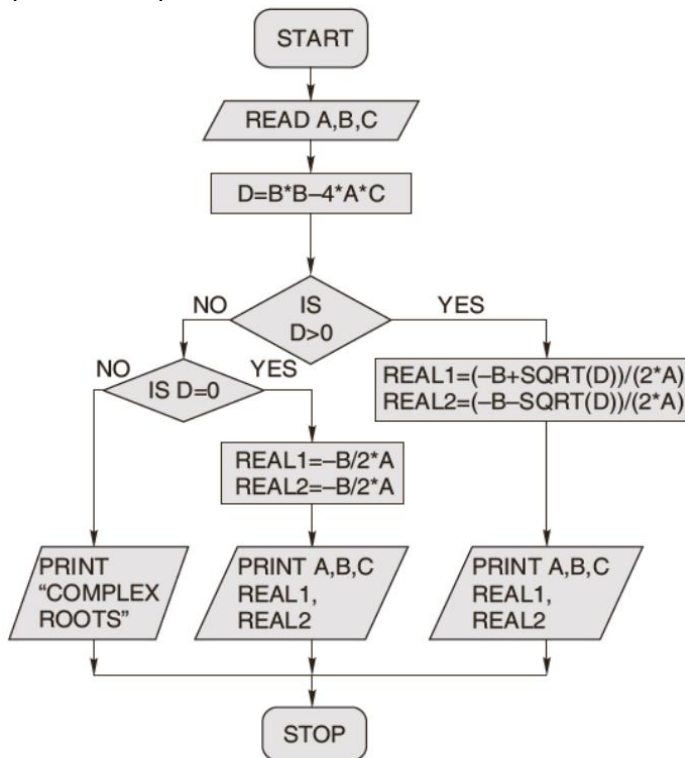 START
READ A,B,C
D=B*B–4*A*C
IS
D>0
NO
YES
IS D=0
NO
YES
REAL1=(–B+SQRT(D))/(2*A)
REAL2=(–B–SQRT(D))/(2*A)
REAL1=–B/2*A
REAL2=–B/2*A
PRINT
“COMPLEX
ROOTS”
PRINT A,B,C
REAL1,
REAL2
PRINT A,B,C
REAL1,
REAL2
STOP